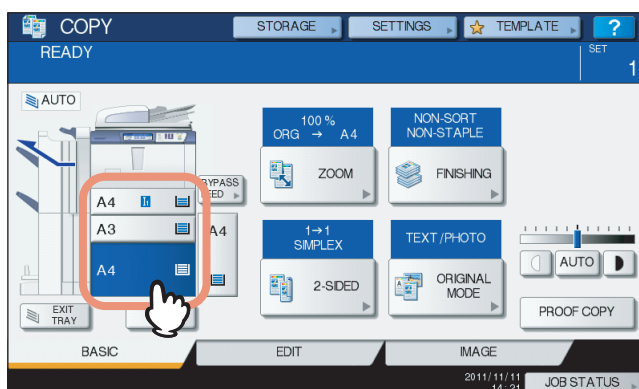 COPY
STORAGE
SETTINGS
TEMPLATE
?
READY
SET
1
AUTO
100 %
ORG → A4
NON-SORT
NON-STAPLE
ZOOM
FINISHING
BYPASS
FEED
A4
A3
A4
A4
1→1
SIMPLEX
TEXT/PHOTO
2-SIDED
ORIGINAL
MODE
AUTO
EXIT
TRAY
PROOF COPY
BASIC
EDIT
IMAGE
2011/11/11
14:21
JOB STATUS